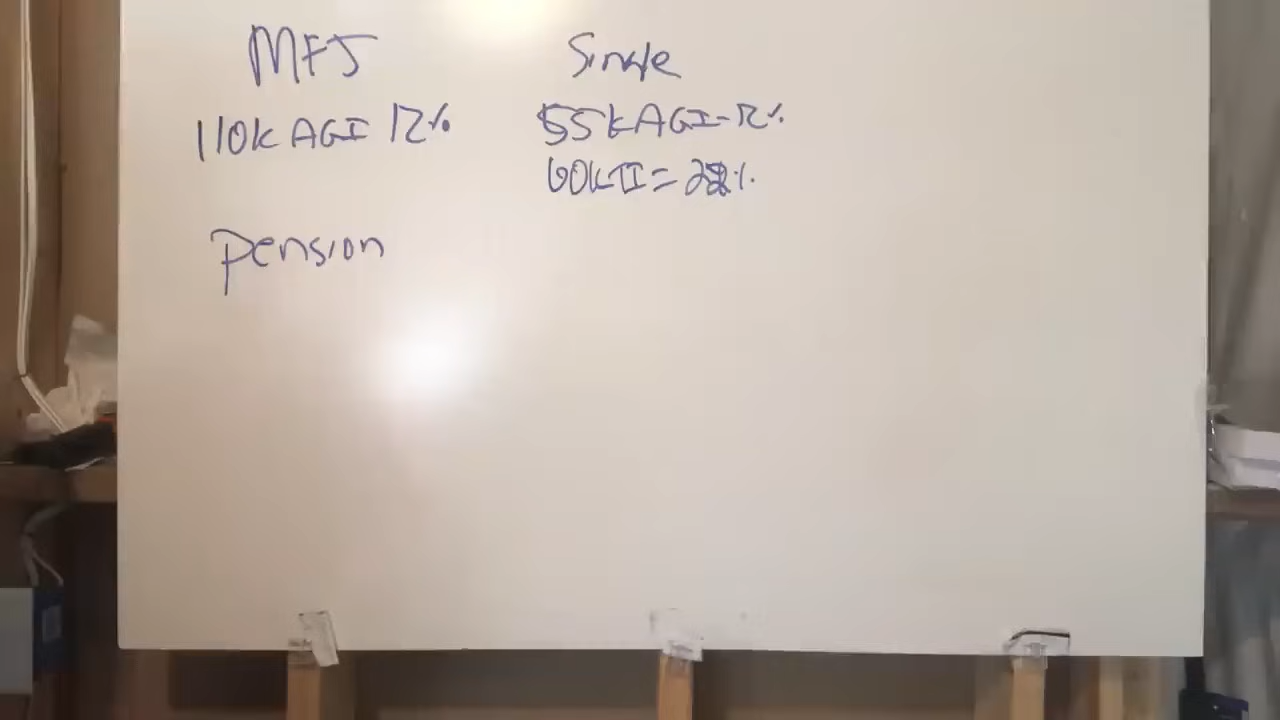 MFJ
Single
110K AGI 12%
55K AGI-12%
60K TI = 22%
Pension